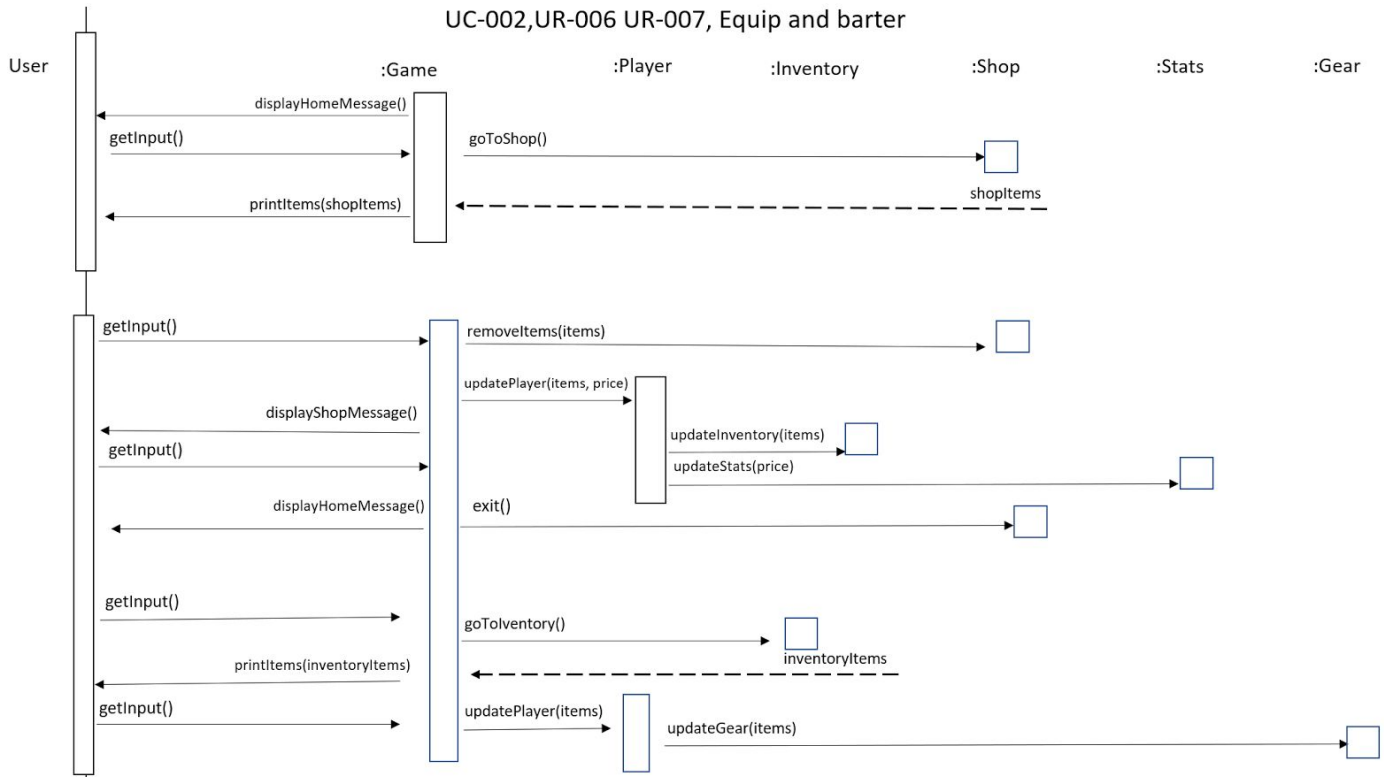 UC-002,UR-006 UR-007, Equip and barter
User
:Game
:Player
:Inventory
:Shop
:Stats
:Gear
displayHomeMessage()
getInput()
goToShop()
shopItems
printItems(shopItems)
getInput()
removeItems(items)
updatePlayer(items, price)
displayShopMessage()
updateInventory(items)
getInput()
updateStats(price)
displayHomeMessage()
exit()
getInput()
goToIventory()
inventoryItems
printItems(inventoryItems)
getInput()
updatePlayer(items)
updateGear(items)